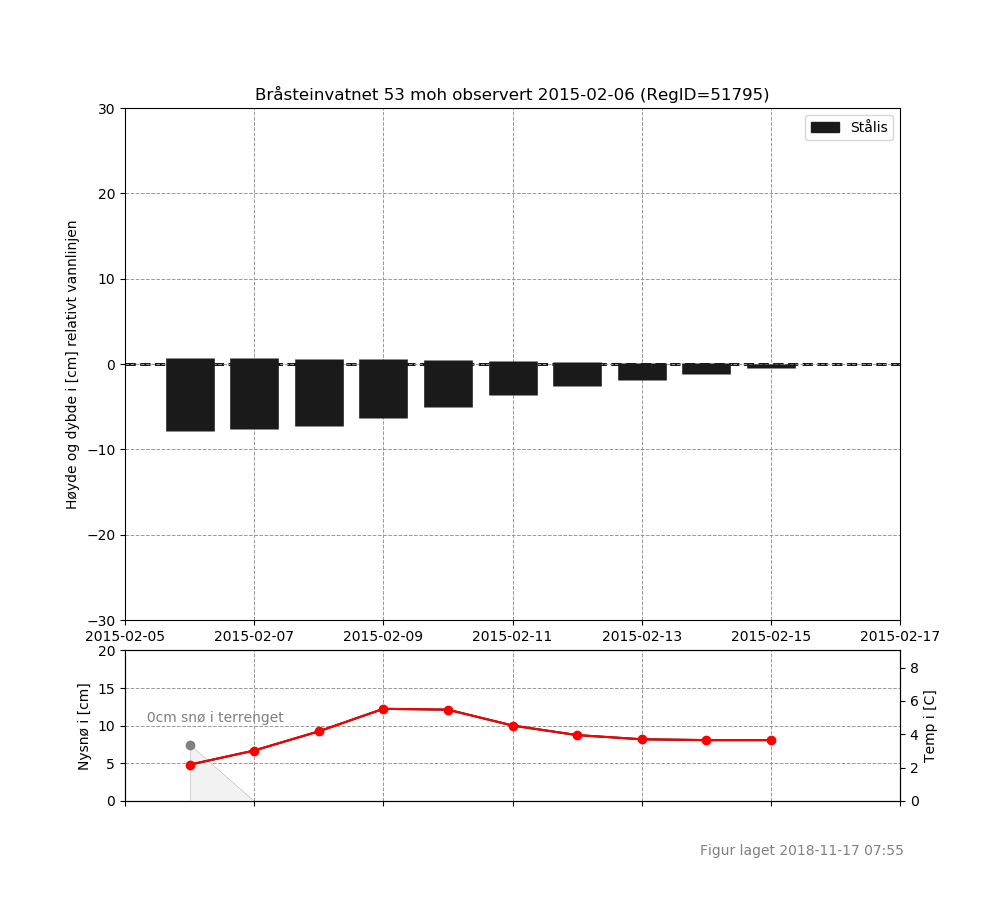 Bråsteinvatnet 53 moh observert 2015-02-06 (RegID=51795)
Stålis
Høyde og dybde i [cm] relativt vannlinjen
30
20
10
0
−10
−20
−30
2015-02-05 2015-02-07 2015-02-09 2015-02-11 2015-02-13 2015-02-15 2015-02-17
Nysnø i [cm]
20
15
10
5
0
0cm snø i terrenget
8
6
4
2
0
Temp i [C]
Figur laget 2018-11-17 07:55